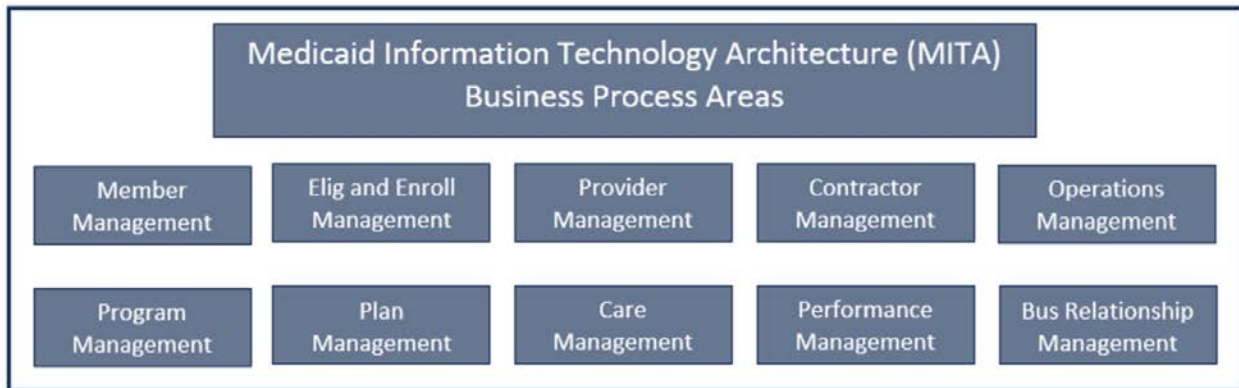 Medicaid Information Technology Architecture (MITA)
Business Process Areas
Member
Management
Elig and Enroll
Management
Provider
Management
Contractor
Management
Operations
Management
Program
Management
Plan
Management
Care
Management
Performance
Management
Bus Relationship
Management